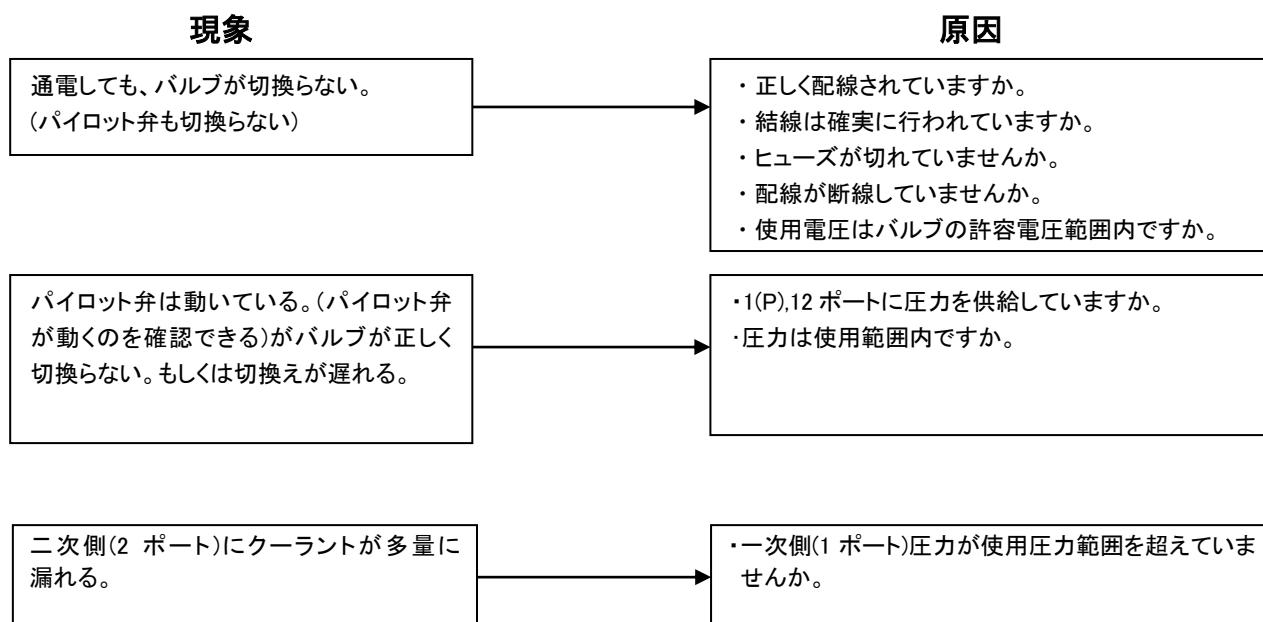 現象
原因
通電しても、バルブが切換らない。
(パイロット弁も切換らない)
・ 正しく配線されていますか。
・ 結線は確実に行われていますか。
・ ヒューズが切れていませんか。
・ 配線が断線していませんか。
・ 使用電圧はバルブの許容電圧範囲内ですか。
パイロット弁は動いている。(パイロット弁
が動くのを確認できる)がバルブが正しく
切換らない。もしくは切換えが遅れる。
・1(P),12 ポートに圧力を供給していますか。
・圧力は使用範囲内ですか。
二次側(2 ポート)にクーラントが多量に
漏れる。
・一次側(1 ポート)圧力が使用圧力範囲を超えていま
せんか。